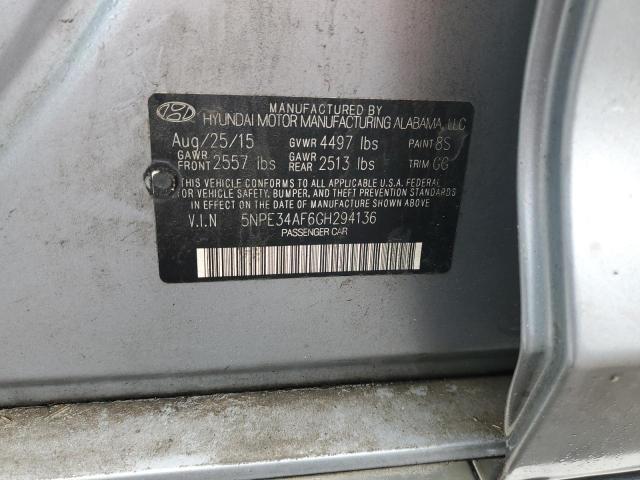 MANUFACTURED BY
HYUNDAI MOTOR MANUFACTURING ALABAMA, LLC
Aug/25/15 GVWR 4497 lbs PAINT 8S
GAWR FRONT 2557 lbs GAWR REAR 2513 lbs TRIM GG
THIS VEHICLE CONFORMS TO ALL APPLICABLE U.S.A. FEDERAL
MOTOR VEHICLE SAFETY, BUMPER, AND THEFT PREVENTION STANDARDS
IN EFFECT ON THE DATE OF MANUFACTURE SHOWN ABOVE.
V.I.N 5NPE34AF6GH294136
PASSENGER CAR